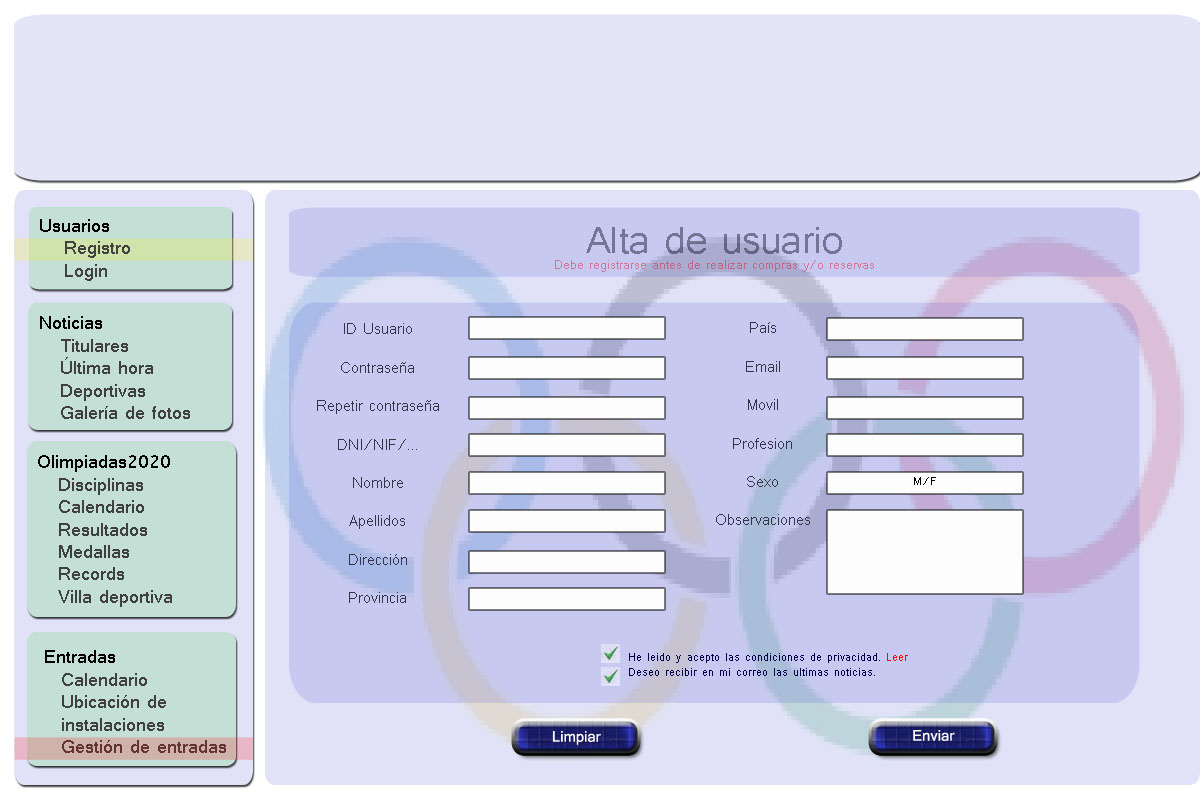 Usuarios
Registro
Login
Noticias
Titulares
Última hora
Deportivas
Galería de fotos
Olimpiadas2020
Disciplinas
Calendario
Resultados
Medallas
Records
Villa deportiva
Entradas
Calendario
Ubicación de
instalaciones
Gestión de entradas
Alta de usuario
Debe registrarse antes de realizar compras y/o reservas
ID Usuario
Contraseña
Repetir contraseña
DNI/NIF/...
Nombre
Apellidos
Dirección
Provincia
País
Email
Movil
Profesion
Sexo M/F
Observaciones
He leido y acepto las condiciones de privacidad. Leer
Deseo recibir en mi correo las ultimas noticias.
Limpiar
Enviar